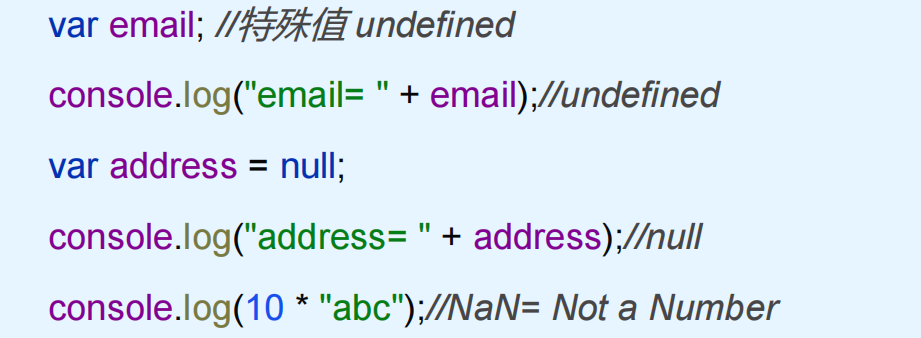 var email; //特殊值 undefined
console.log("email= " + email);//undefined
var address = null;
console.log("address= " + address);//null
console.log(10 * "abc");//NaN= Not a Number